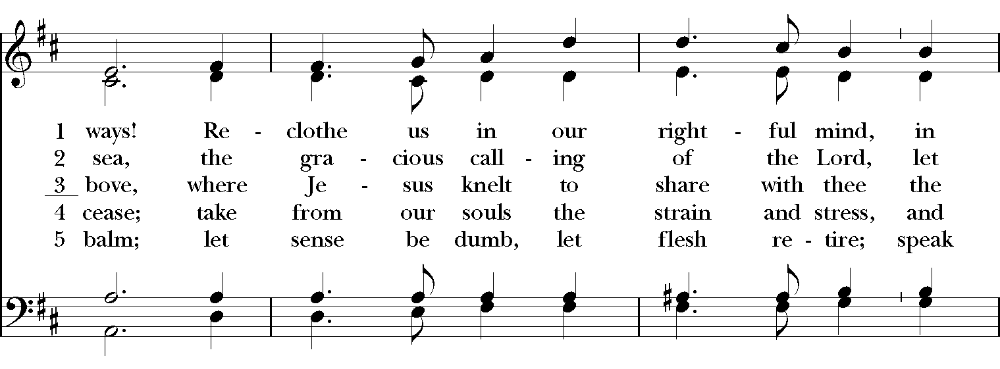 1 ways! Re - clothe us in our right - ful mind, in
2 sea, the gra - cious call - ing of the Lord, let
3 bove, where Je - sus knelt to share with thee the
4 cease; take from our souls the strain and stress, and
5 balm; let sense be dumb, let flesh re - tire; speak